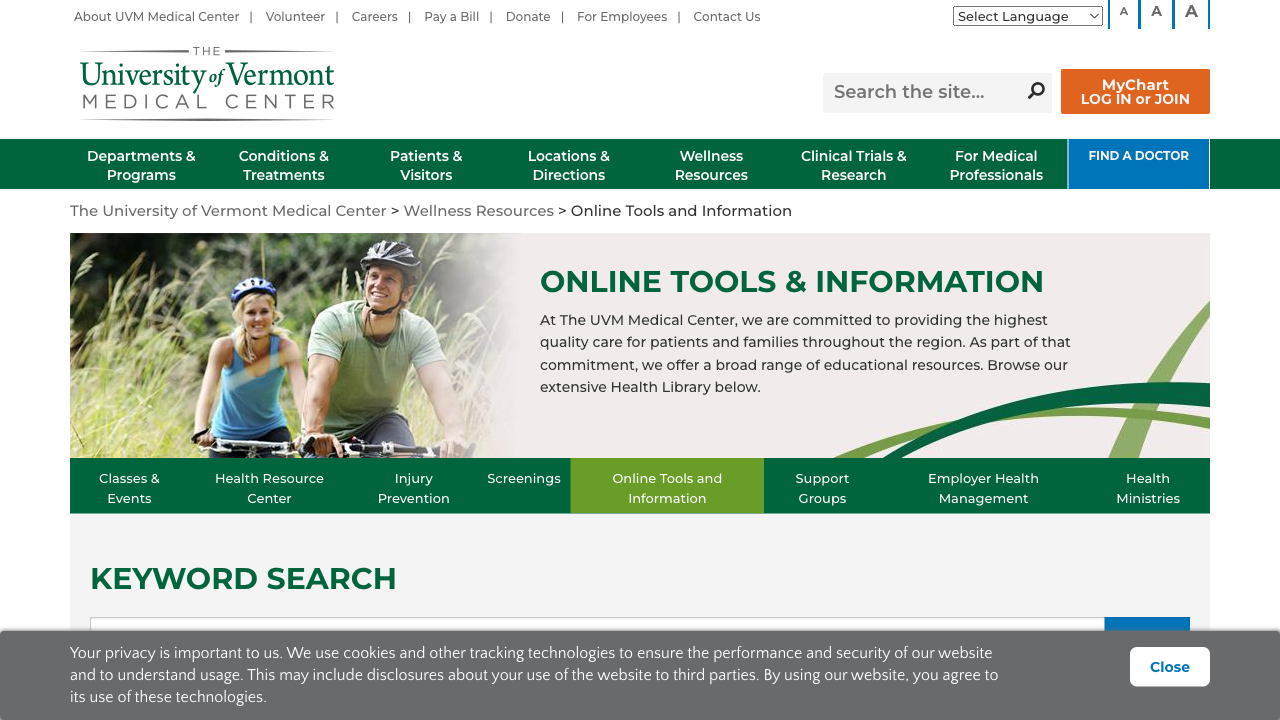 About UVM Medical Center | Volunteer | Careers | Pay a Bill | Donate | For Employees | Contact Us
Select Language
A A A
THE
University of Vermont
MEDICAL CENTER
Search the site...
MyChart
LOG IN or JOIN
Departments &
Programs
Conditions &
Treatments
Patients &
Visitors
Locations &
Directions
Wellness
Resources
Clinical Trials &
Research
For Medical
Professionals
FIND A DOCTOR
The University of Vermont Medical Center > Wellness Resources > Online Tools and Information
ONLINE TOOLS & INFORMATION
At The UVM Medical Center, we are committed to providing the highest
quality care for patients and families throughout the region. As part of that
commitment, we offer a broad range of educational resources. Browse our
extensive Health Library below.
Classes &
Events
Health Resource
Center
Injury
Prevention
Screenings
Online Tools and
Information
Support
Groups
Employer Health
Management
Health
Ministries
KEYWORD SEARCH
Your privacy is important to us. We use cookies and other tracking technologies to ensure the performance and security of our website
and to understand usage. This may include disclosures about your use of the website to third parties. By using our website, you agree to
its use of these technologies.
Close